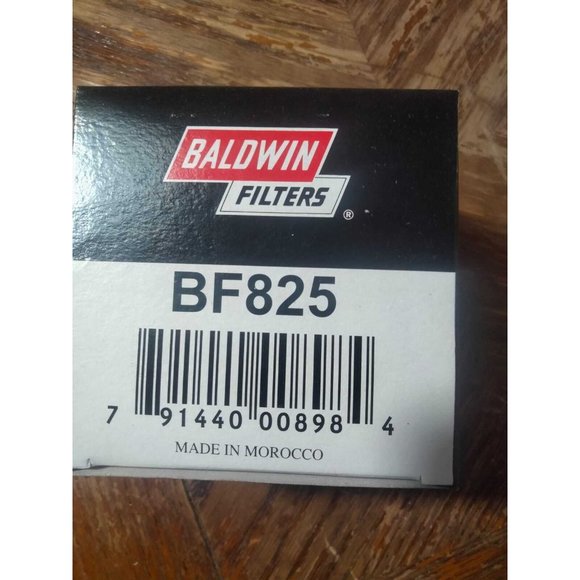 BALDWIN
FILTERS ®
BF825
7 91440 00898 4
MADE IN MOROCCO